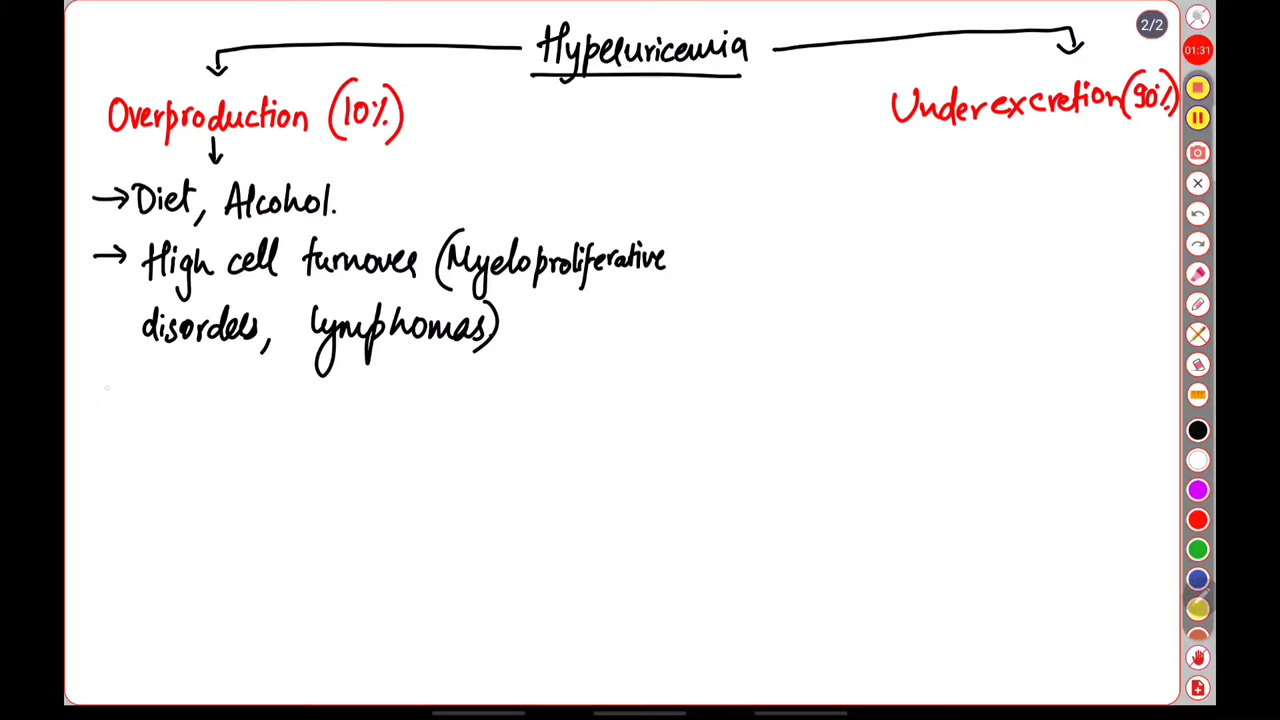 Hyperuricemia
Overproduction (10%)
Underexcretion (90%)
→ Diet, Alcohol.
→ High cell turnover (Myeloproliferative
disorders, lymphomas)
2/2
01:31